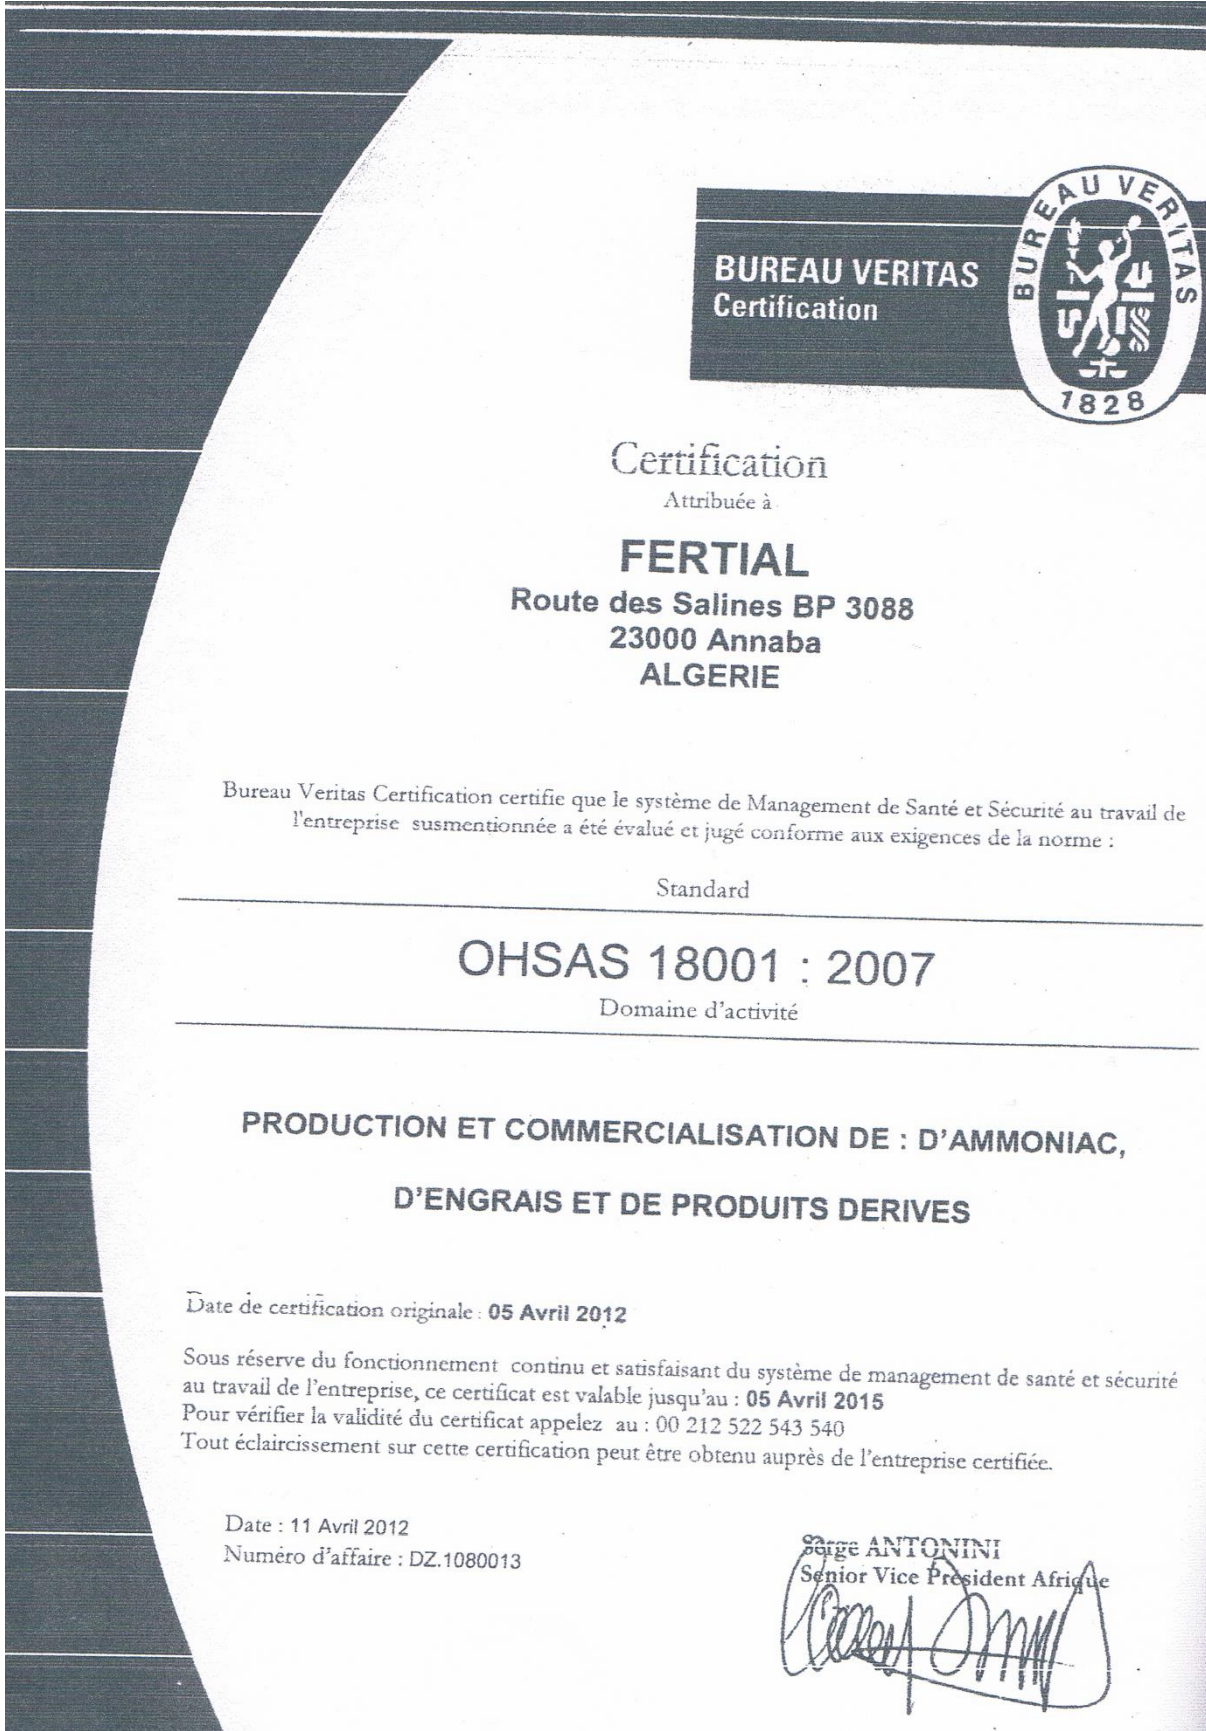 BUREAU VERITAS
Certification
BUREAU VERITAS
1828
Certification
Attribuée à
FERTIAL
Route des Salines BP 3088
23000 Annaba
ALGERIE
Bureau Veritas Certification certifie que le système de Management de Santé et Sécurité au travail de
l'entreprise susmentionnée a été évalué et jugé conforme aux exigences de la norme :
Standard
OHSAS 18001 : 2007
Domaine d'activité
PRODUCTION ET COMMERCIALISATION DE : D'AMMONIAC,
D'ENGRAIS ET DE PRODUITS DERIVES
Date de certification originale : 05 Avril 2012
Sous réserve du fonctionnement continu et satisfaisant du système de management de santé et sécurité
au travail de l'entreprise, ce certificat est valable jusqu'au : 05 Avril 2015
Pour vérifier la validité du certificat appelez au : 00 212 522 543 540
Tout éclaircissement sur cette certification peut être obtenu auprès de l'entreprise certifiée.
Date : 11 Avril 2012
Numéro d'affaire : DZ.1080013
Serge ANTONINI
Senior Vice Président Afrique